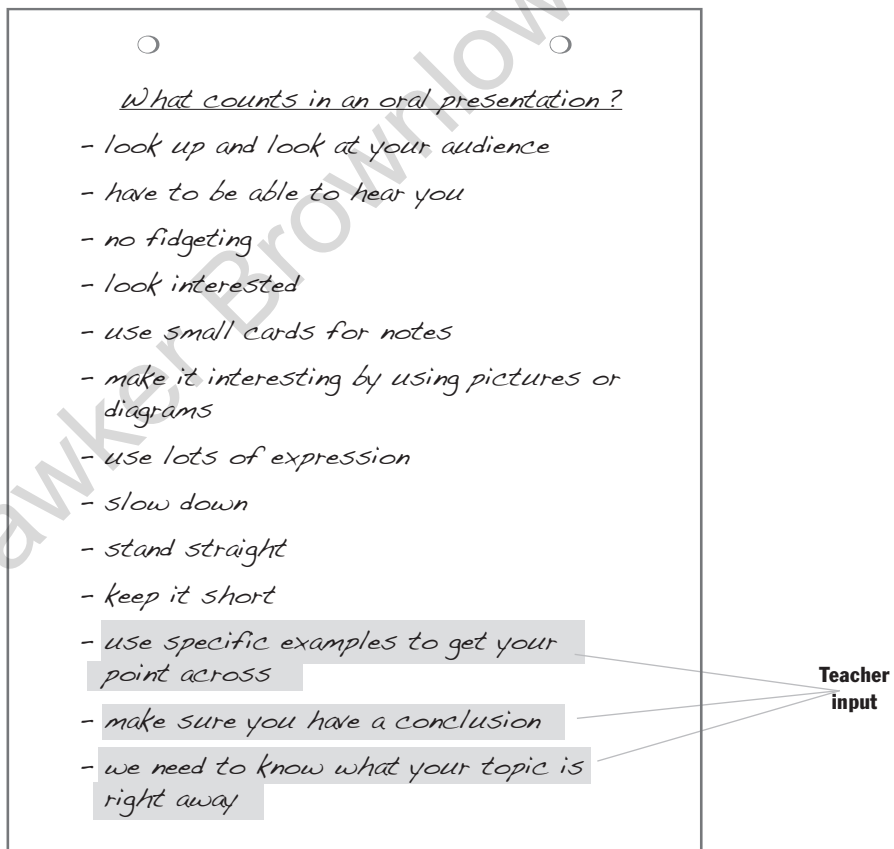 What counts in an oral presentation ?
- look up and look at your audience
- have to be able to hear you
- no fidgeting
- look interested
- use small cards for notes
- make it interesting by using pictures or
diagrams
- use lots of expression
- slow down
- stand straight
- keep it short
- use specific examples to get your
point across
- make sure you have a conclusion
- we need to know what your topic is
right away
Teacher
input
awker Brownlow